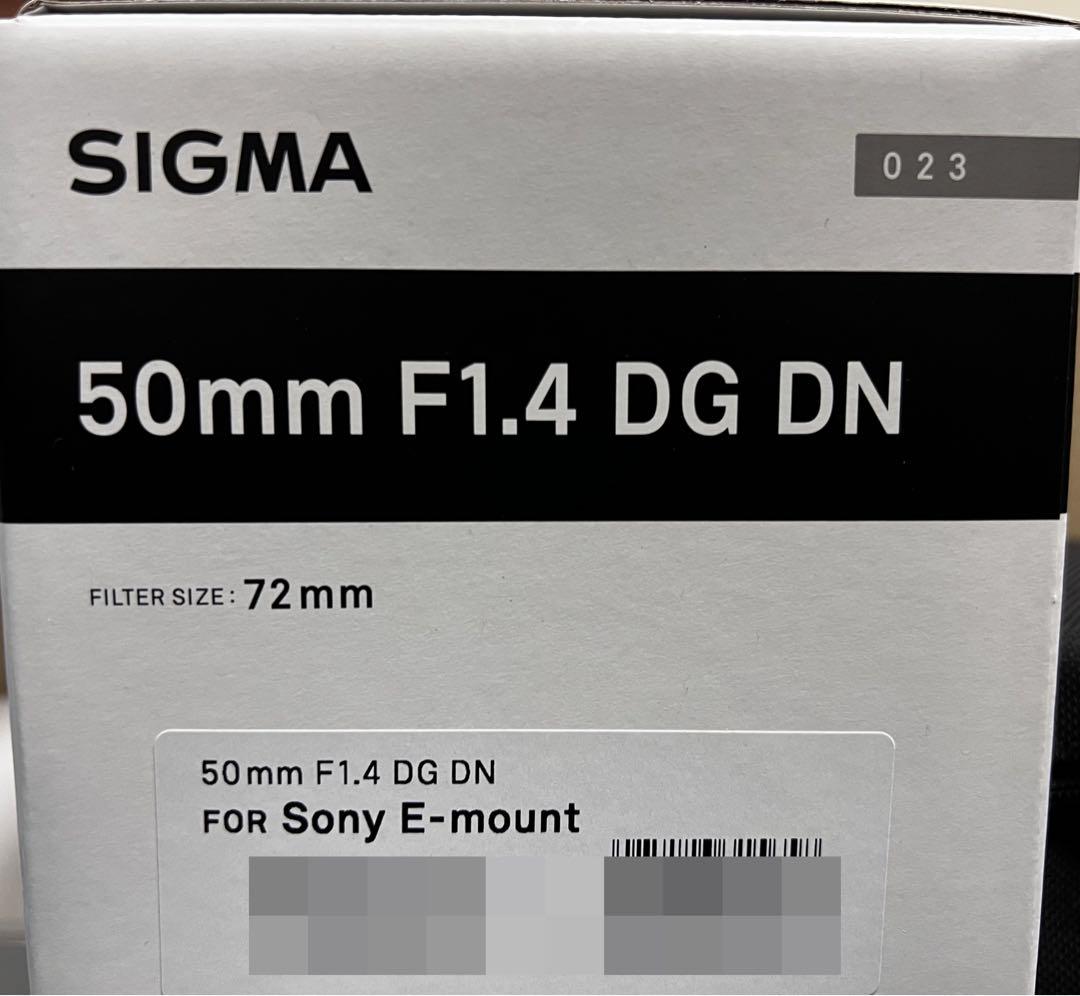 SIGMA
023
50mm F1.4 DG DN
FILTER SIZE: 72mm
50mm F1.4 DG DN
FOR Sony E-mount